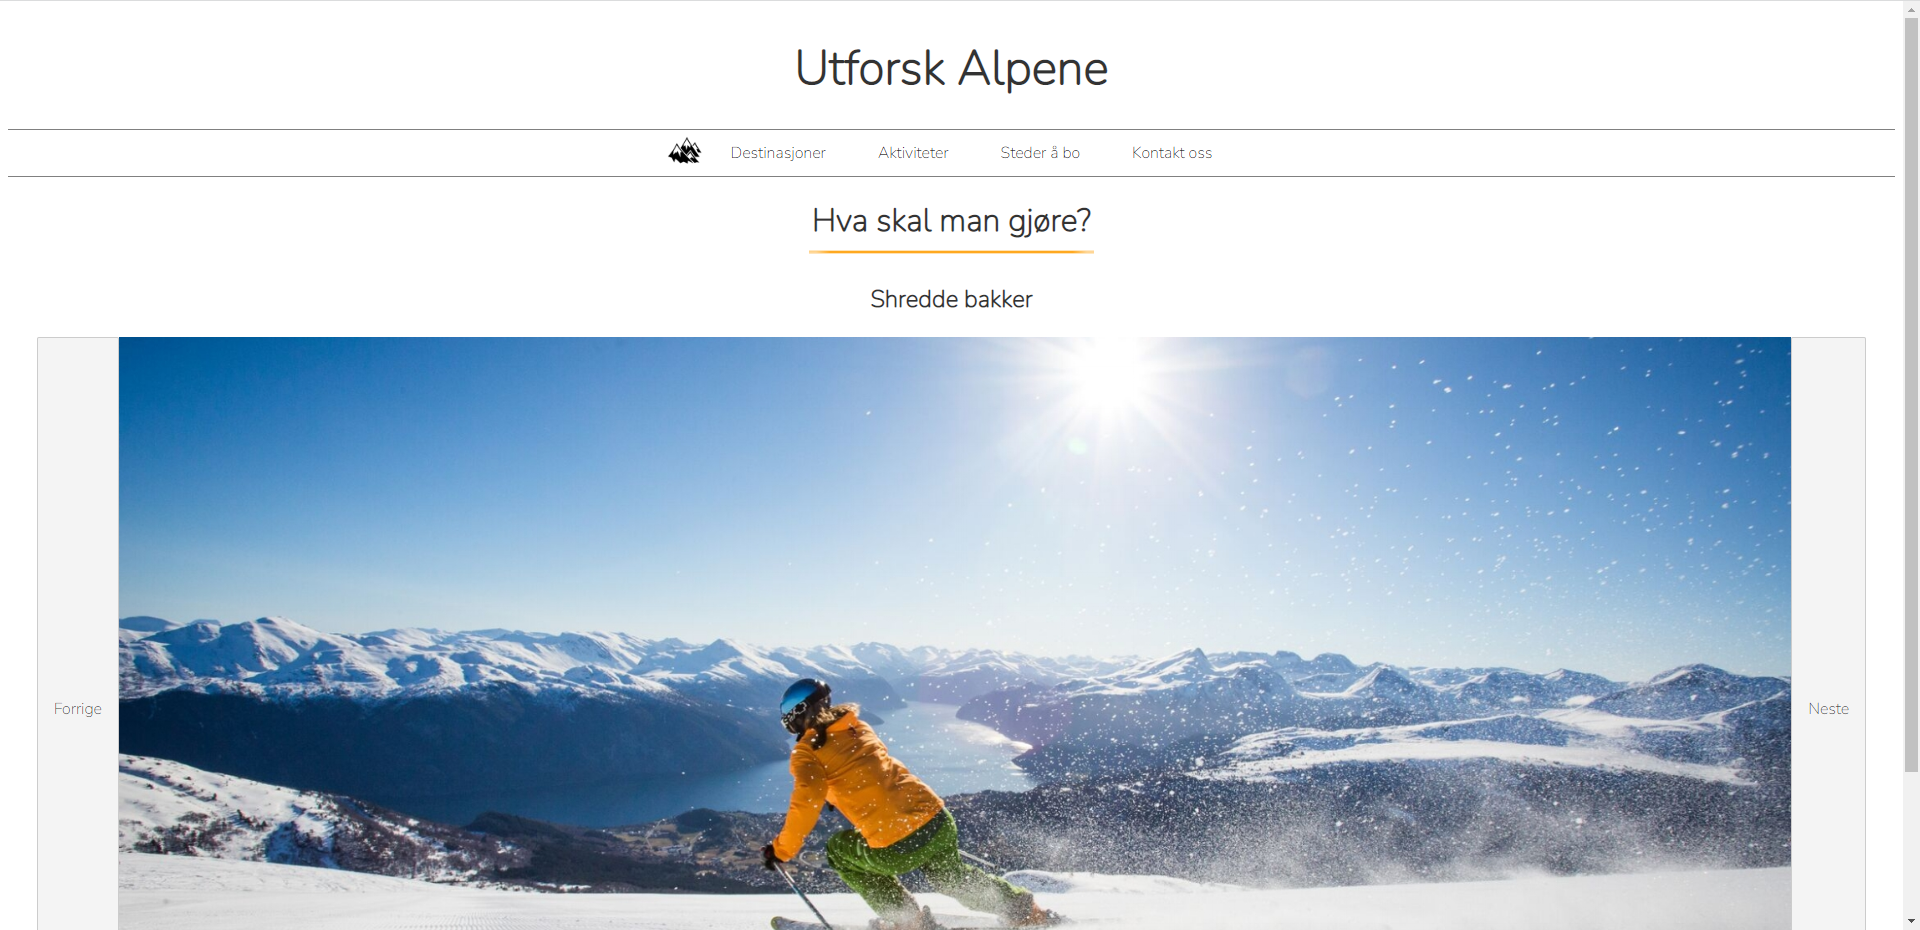 Utforsk Alpene
Destinasjoner
Aktiviteter
Steder å bo
Kontakt oss
Hva skal man gjøre?
Shredde bakker
Forrige
Neste